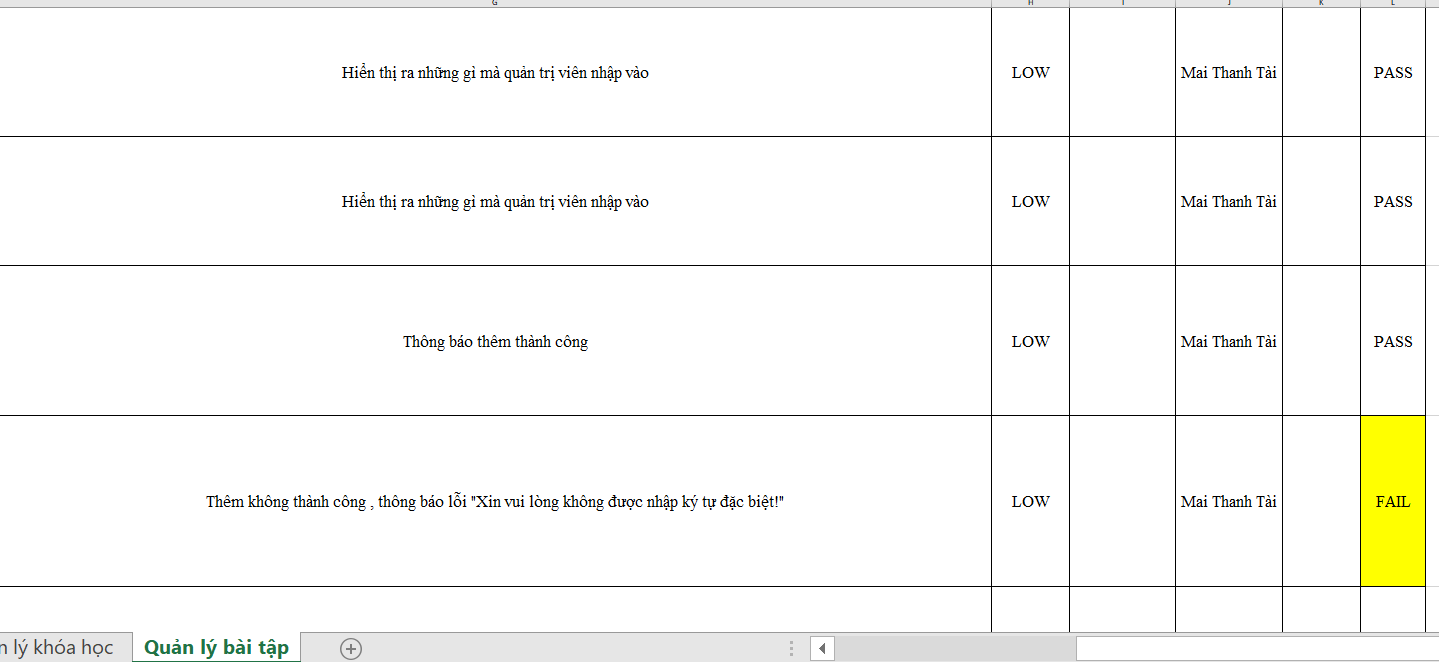 G H I J K L
Hiển thị ra những gì mà quản trị viên nhập vào LOW Mai Thanh Tài PASS
Hiển thị ra những gì mà quản trị viên nhập vào LOW Mai Thanh Tài PASS
Thông báo thêm thành công LOW Mai Thanh Tài PASS
Thêm không thành công , thông báo lỗi "Xin vui lòng không được nhập ký tự đặc biệt!" LOW Mai Thanh Tài FAIL
n lý khóa học Quản lý bài tập